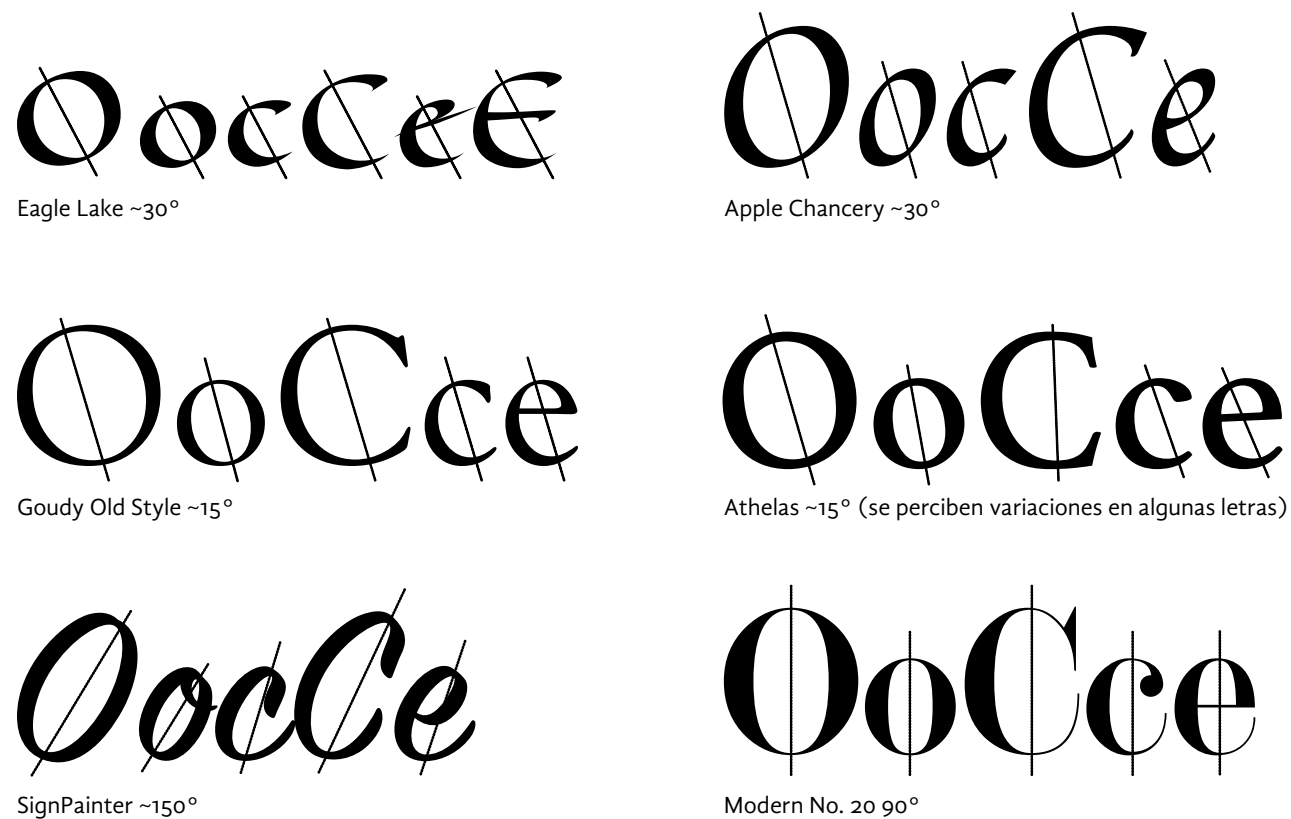 OocCeE
Eagle Lake ~30°
OocCe
Apple Chancery ~30°
OoCce
Goudy Old Style ~15°
OoCce
Athelas ~15° (se perciben variaciones en algunas letras)
OocCe
SignPainter ~150°
OoCce
Modern No. 20 90°